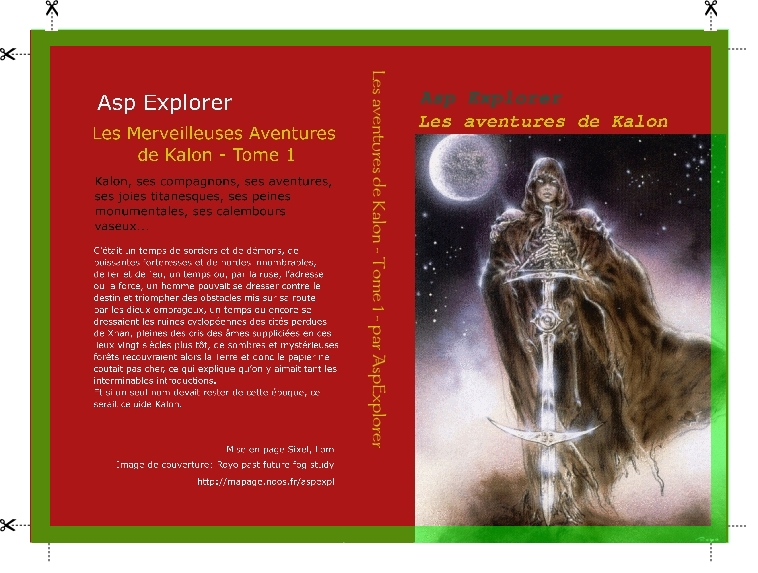 Asp Explorer
Les Merveilleuses Aventures
de Kalon - Tome 1
Kalon, ses compagnons, ses aventures,
ses joies titanesques, ses peines
monumentales, ses calembours
vaseux...
C'était un temps de sorciers et de démons, de
puissantes forteresses et de hordes innombrables,
de fer et de feu, un temps ou, par la ruse, l'adresse
ou la force, un homme pouvait se dresser contre le
destin et triompher des obstacles mis sur sa route
par les dieux ombrageux, un temps ou encore se
dressaient les ruines cyclopéennes des cités perdues
de Xhan, pleines des cris des âmes suppliciées en ces
lieux vingt siècles plus tôt, de sombres et mystérieuses
forêts recouvraient alors la Terre et donc le papier ne
coutait pas cher, ce qui explique qu'on y aimait tant les
interminables introductions.
Et si un seul nom devait rester de cette époque, ce
serait celui de Kalon.
Mise en page Sixel,
Image de couverture: Royo past future fog study
http://mapage.noos.fr/aspexpl
Les aventures de Kalon - Tome 1- par AspExplorer
Asp Explorer
Les aventures de Kalon